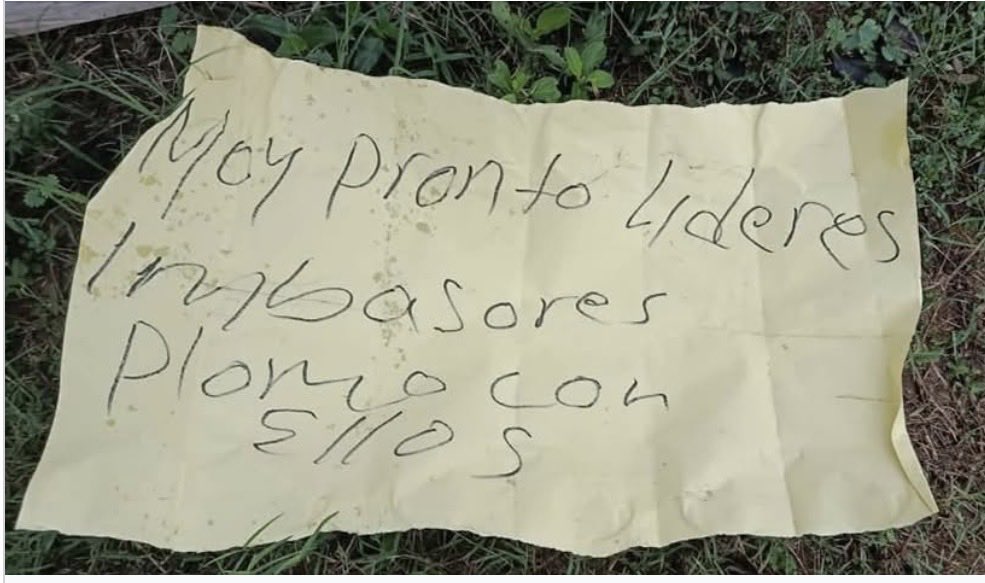 Moy pronto Lideres
Imbasores
Plomo con
Ellos